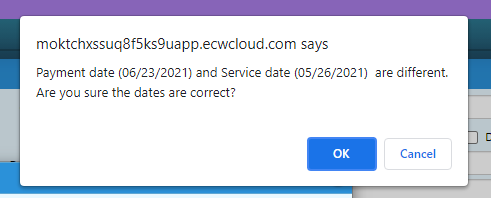 moktchxssuq8f5ks9uapp.ecwcloud.com says
Payment date (06/23/2021) and Service date (05/26/2021)  are different.
Are you sure the dates are correct?
OK
Cancel